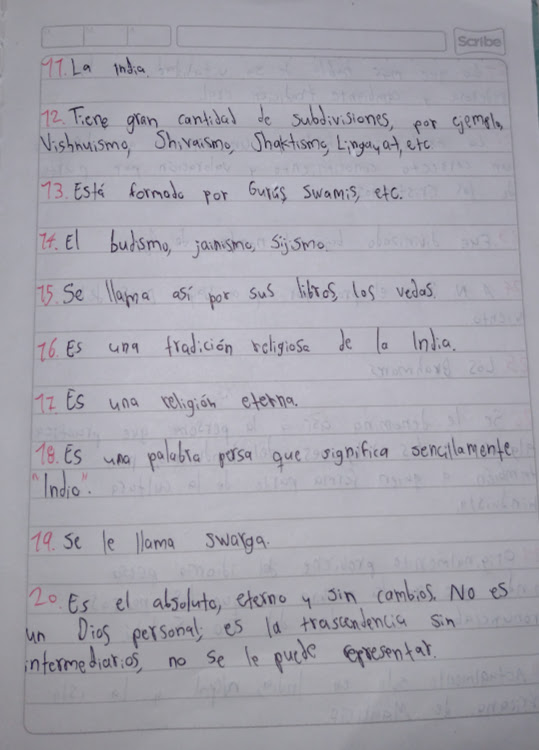 Scribe
11. La india.
12. Tiene gran cantidad de subdivisiones, por ejemplo,
Vishnuismo, Shivaismo, Shaktismo, Lingayat, etc
13. Está formado por Gurús, Swamis, etc.
14. El budismo, jainismo, Sijismo.
15. Se llama así por sus libros, los vedas.
16. Es una tradición religiosa de la India.
17. Es una religión eterna.
18. Es una palabra persa que significa sencillamente
"Indio".
19. Se le llama swarga.
20. Es el absoluto, eterno y sin cambios. No es
un Dios personal, es la trascendencia sin
intermediarios, no se le puede representar.